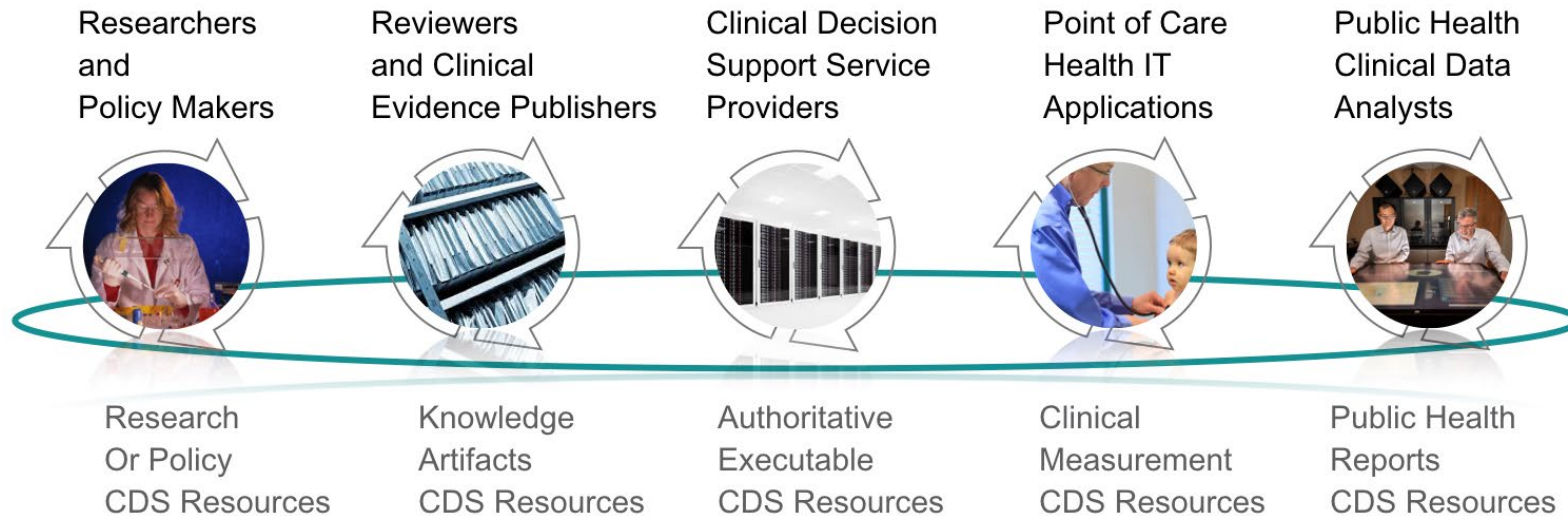 Researchers
and
Policy Makers
Reviewers
and Clinical
Evidence Publishers
Clinical Decision
Support Service
Providers
Point of Care
Health IT
Applications
Public Health
Clinical Data
Analysts
Research
Or Policy
CDS Resources
Knowledge
Artifacts
CDS Resources
Authoritative
Executable
CDS Resources
Clinical
Measurement
CDS Resources
Public Health
Reports
CDS Resources